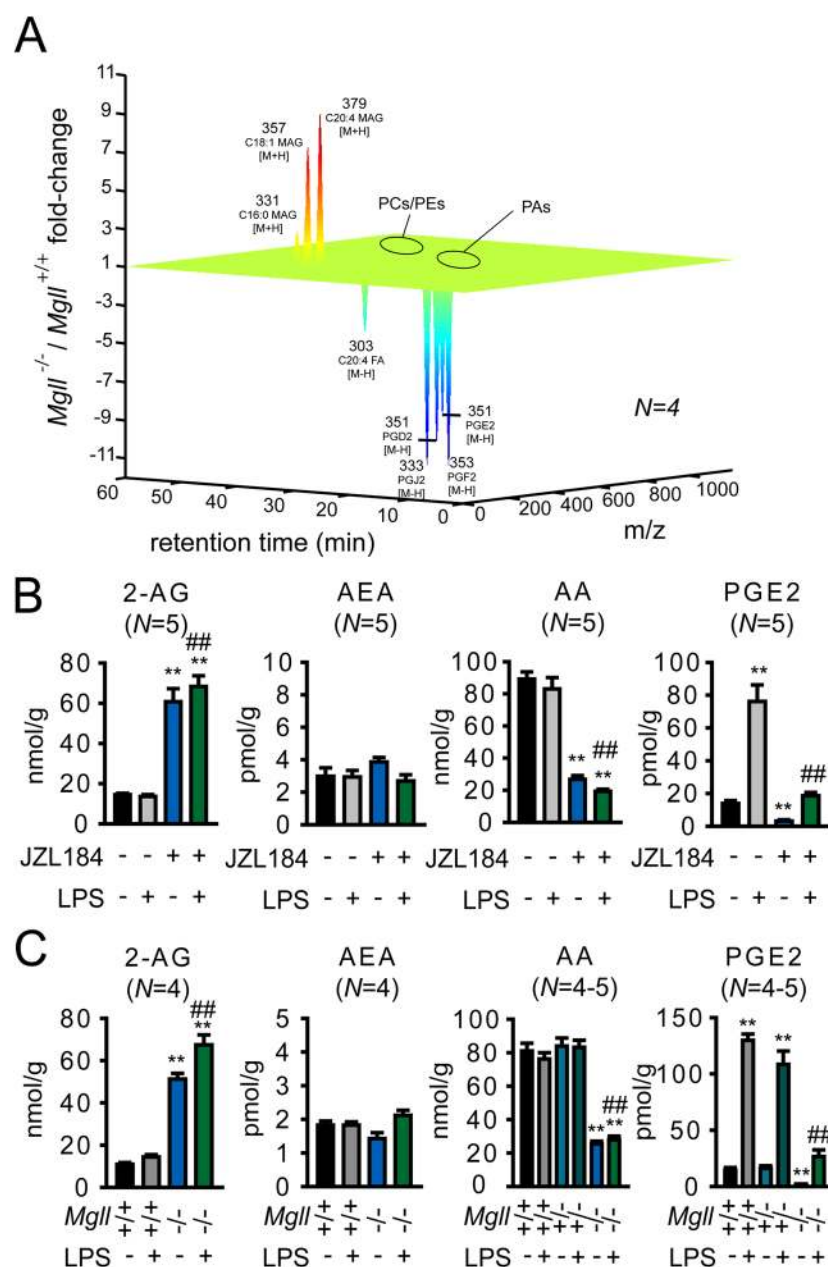 A
Mgll -/- / Mgll +/+ fold-change
11
9
7
5
3
1
-3
-5
-7
-9
-11
379
C20:4 MAG
[M+H]
357
C18:1 MAG
[M+H]
331
C16:0 MAG
[M+H]
PCs/PEs
PAs
303
C20:4 FA
[M-H]
351
PGD2
[M-H]
351
PGE2
[M-H]
333
PGJ2
[M-H]
353
PGF2
[M-H]
N=4
60 50 40 30 20 10 0
retention time (min)
0 200 400 600 800 1000
m/z
B
2-AG
(N=5)
nmol/g
80
60
40
20
0
**
##
**
JZL184 - - + +
LPS - + - +
AEA
(N=5)
pmol/g
10
8
6
4
2
0
JZL184 - - + +
LPS - + - +
AA
(N=5)
nmol/g
100
80
60
40
20
0
**
##
**
JZL184 - - + +
LPS - + - +
PGE2
(N=5)
pmol/g
100
80
60
40
20
0
**
**
##
- - + +
- + - +
C
2-AG
(N=4)
nmol/g
80
60
40
20
0
**
##
**
Mgll +/+ +/+ -/- -/-
LPS - + - +
AEA
(N=4)
pmol/g
5
4
3
2
1
0
Mgll +/+ +/+ -/- -/-
LPS - + - +
AA
(N=4-5)
nmol/g
100
80
60
40
20
0
**
##
**
Mgll +/+ +/+ +/- +/- -/- -/-
LPS - + - + - +
PGE2
(N=4-5)
pmol/g
150
100
50
0
**
**
**
##
Mgll +/+ +/+ +/- +/- -/- -/-
LPS - + - + - +